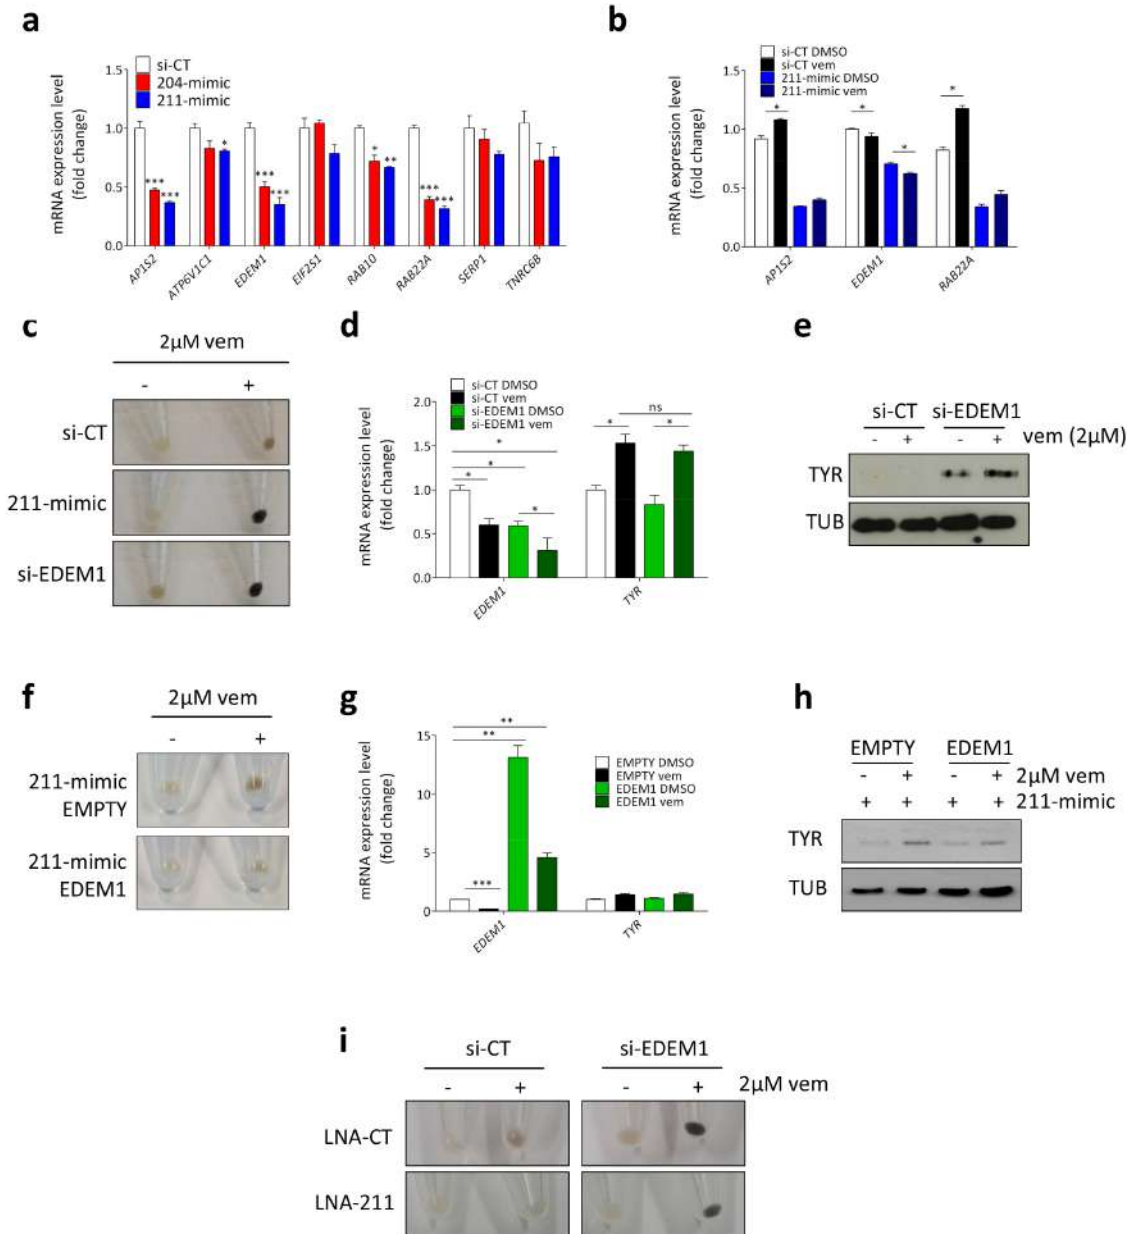 a
si-CT
204-mimic
211-mimic
mRNA expression level
(fold change)
1.5
1.0
0.5
0.0
*** *** * *** *** * ** *** ***
AP1S2 ATP6V1C1 EDEM1 EIF2S1 RAB10 RAB22A SERP1 TNRC6B
b
si-CT DMSO
si-CT vem
211-mimic DMSO
211-mimic vem
mRNA expression level
(fold change)
1.5
1.0
0.5
0.0
* * * *
AP1S2 EDEM1 RAB22A
c
2µM vem
- +
si-CT
211-mimic
si-EDEM1
d
si-CT DMSO
si-CT vem
si-EDEM1 DMSO
si-EDEM1 vem
mRNA expression level
(fold change)
2.0
1.5
1.0
0.5
0.0
* * * * * * ns
EDEM1 TYR
e
si-CT si-EDEM1
- + - + vem (2µM)
TYR
TUB
f
2µM vem
- +
211-mimic
EMPTY
211-mimic
EDEM1
g
mRNA expression level
(fold change)
15
10
5
0
** ** ***
EMPTY DMSO
EMPTY vem
EDEM1 DMSO
EDEM1 vem
EDEM1 TYR
h
EMPTY EDEM1
- + - + 2µM vem
+ + + + 211-mimic
TYR
TUB
i
si-CT si-EDEM1
- + - + 2µM vem
LNA-CT
LNA-211